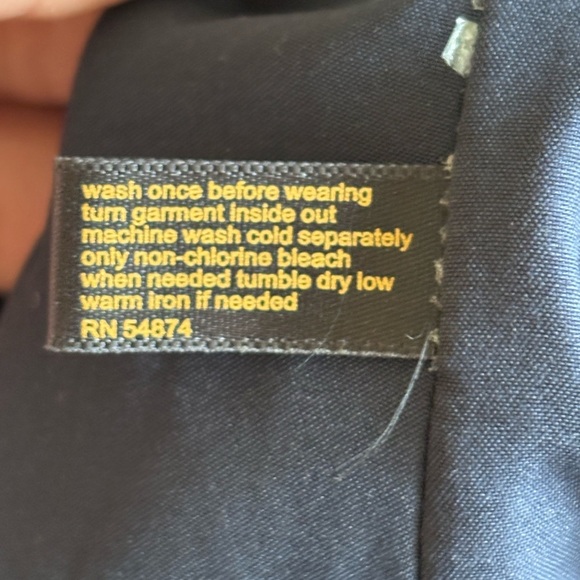 wash once before wearing
turn garment inside out
machine wash cold separately
only non-chlorine bleach
when needed tumble dry low
warm iron if needed
RN 54874